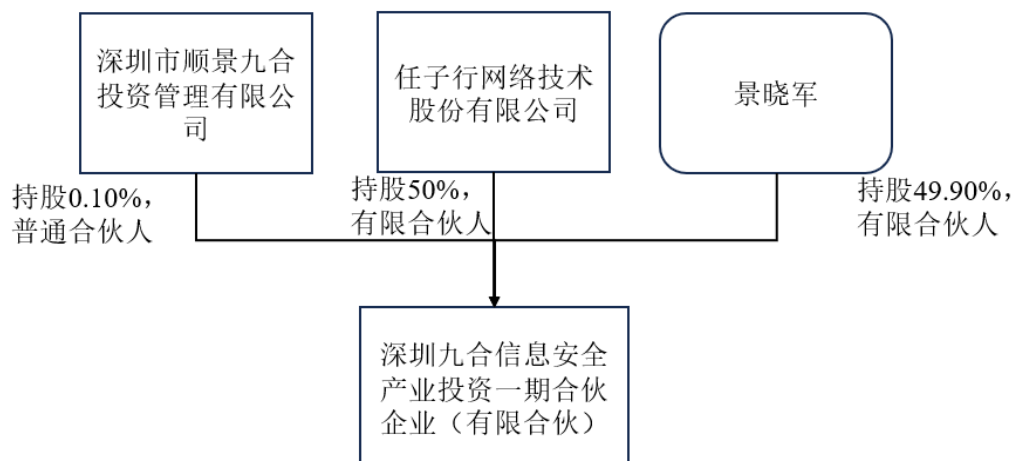 深圳市顺景九合
投资管理有限公
司
任子行网络技术
股份有限公司
景晓军
持股0.10%，
普通合伙人
持股50%，
有限合伙人
持股49.90%，
有限合伙人
深圳九合信息安全
产业投资一期合伙
企业（有限合伙）